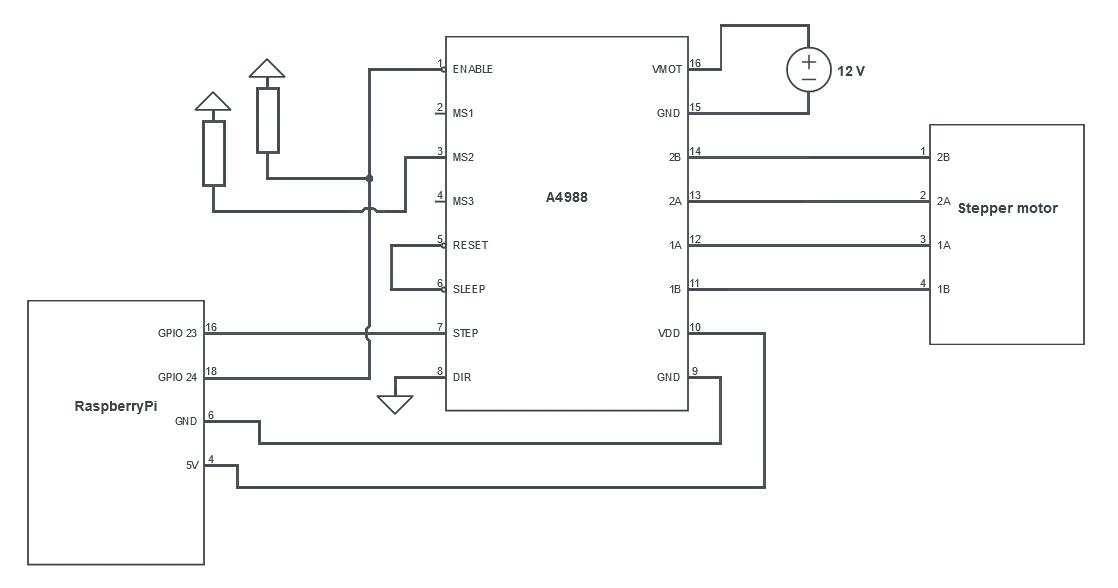 1
ENABLE
2
MS1
3
MS2
4
MS3
5
RESET
6
SLEEP
7
STEP
8
DIR
A4988
VMOT
16
GND
15
2B
14
2A
13
1A
12
1B
11
VDD
10
GND
9
+
−
12 V
1
2B
2
2A
Stepper motor
3
1A
4
1B
GPIO 23
16
GPIO 24
18
RaspberryPi
GND
6
5V
4